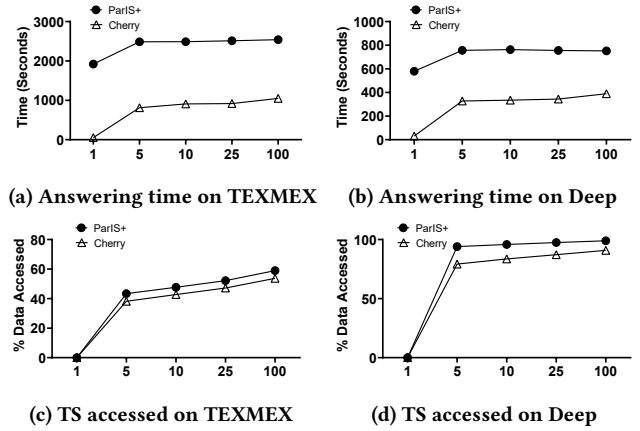 ParIS+
Cherry
Time (Seconds)
3000
2000
1000
0
1 5 10 25 100
(a) Answering time on TEXMEX
ParIS+
Cherry
Time (Seconds)
1000
800
600
400
200
0
1 5 10 25 100
(b) Answering time on Deep
ParIS+
Cherry
% Data Accessed
80
60
40
20
0
1 5 10 25 100
(c) TS accessed on TEXMEX
ParIS+
Cherry
% Data Accessed
100
50
0
1 5 10 25 100
(d) TS accessed on Deep